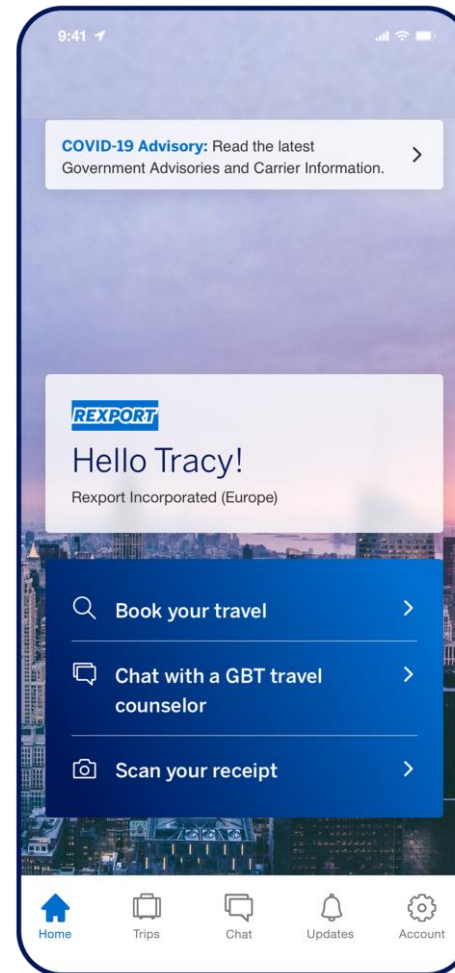 9:41
COVID-19 Advisory: Read the latest
Government Advisories and Carrier Information.
REXPORT
Hello Tracy!
Rexport Incorporated (Europe)
Book your travel
Chat with a GBT travel
counselor
Scan your receipt
Home Trips Chat Updates Account